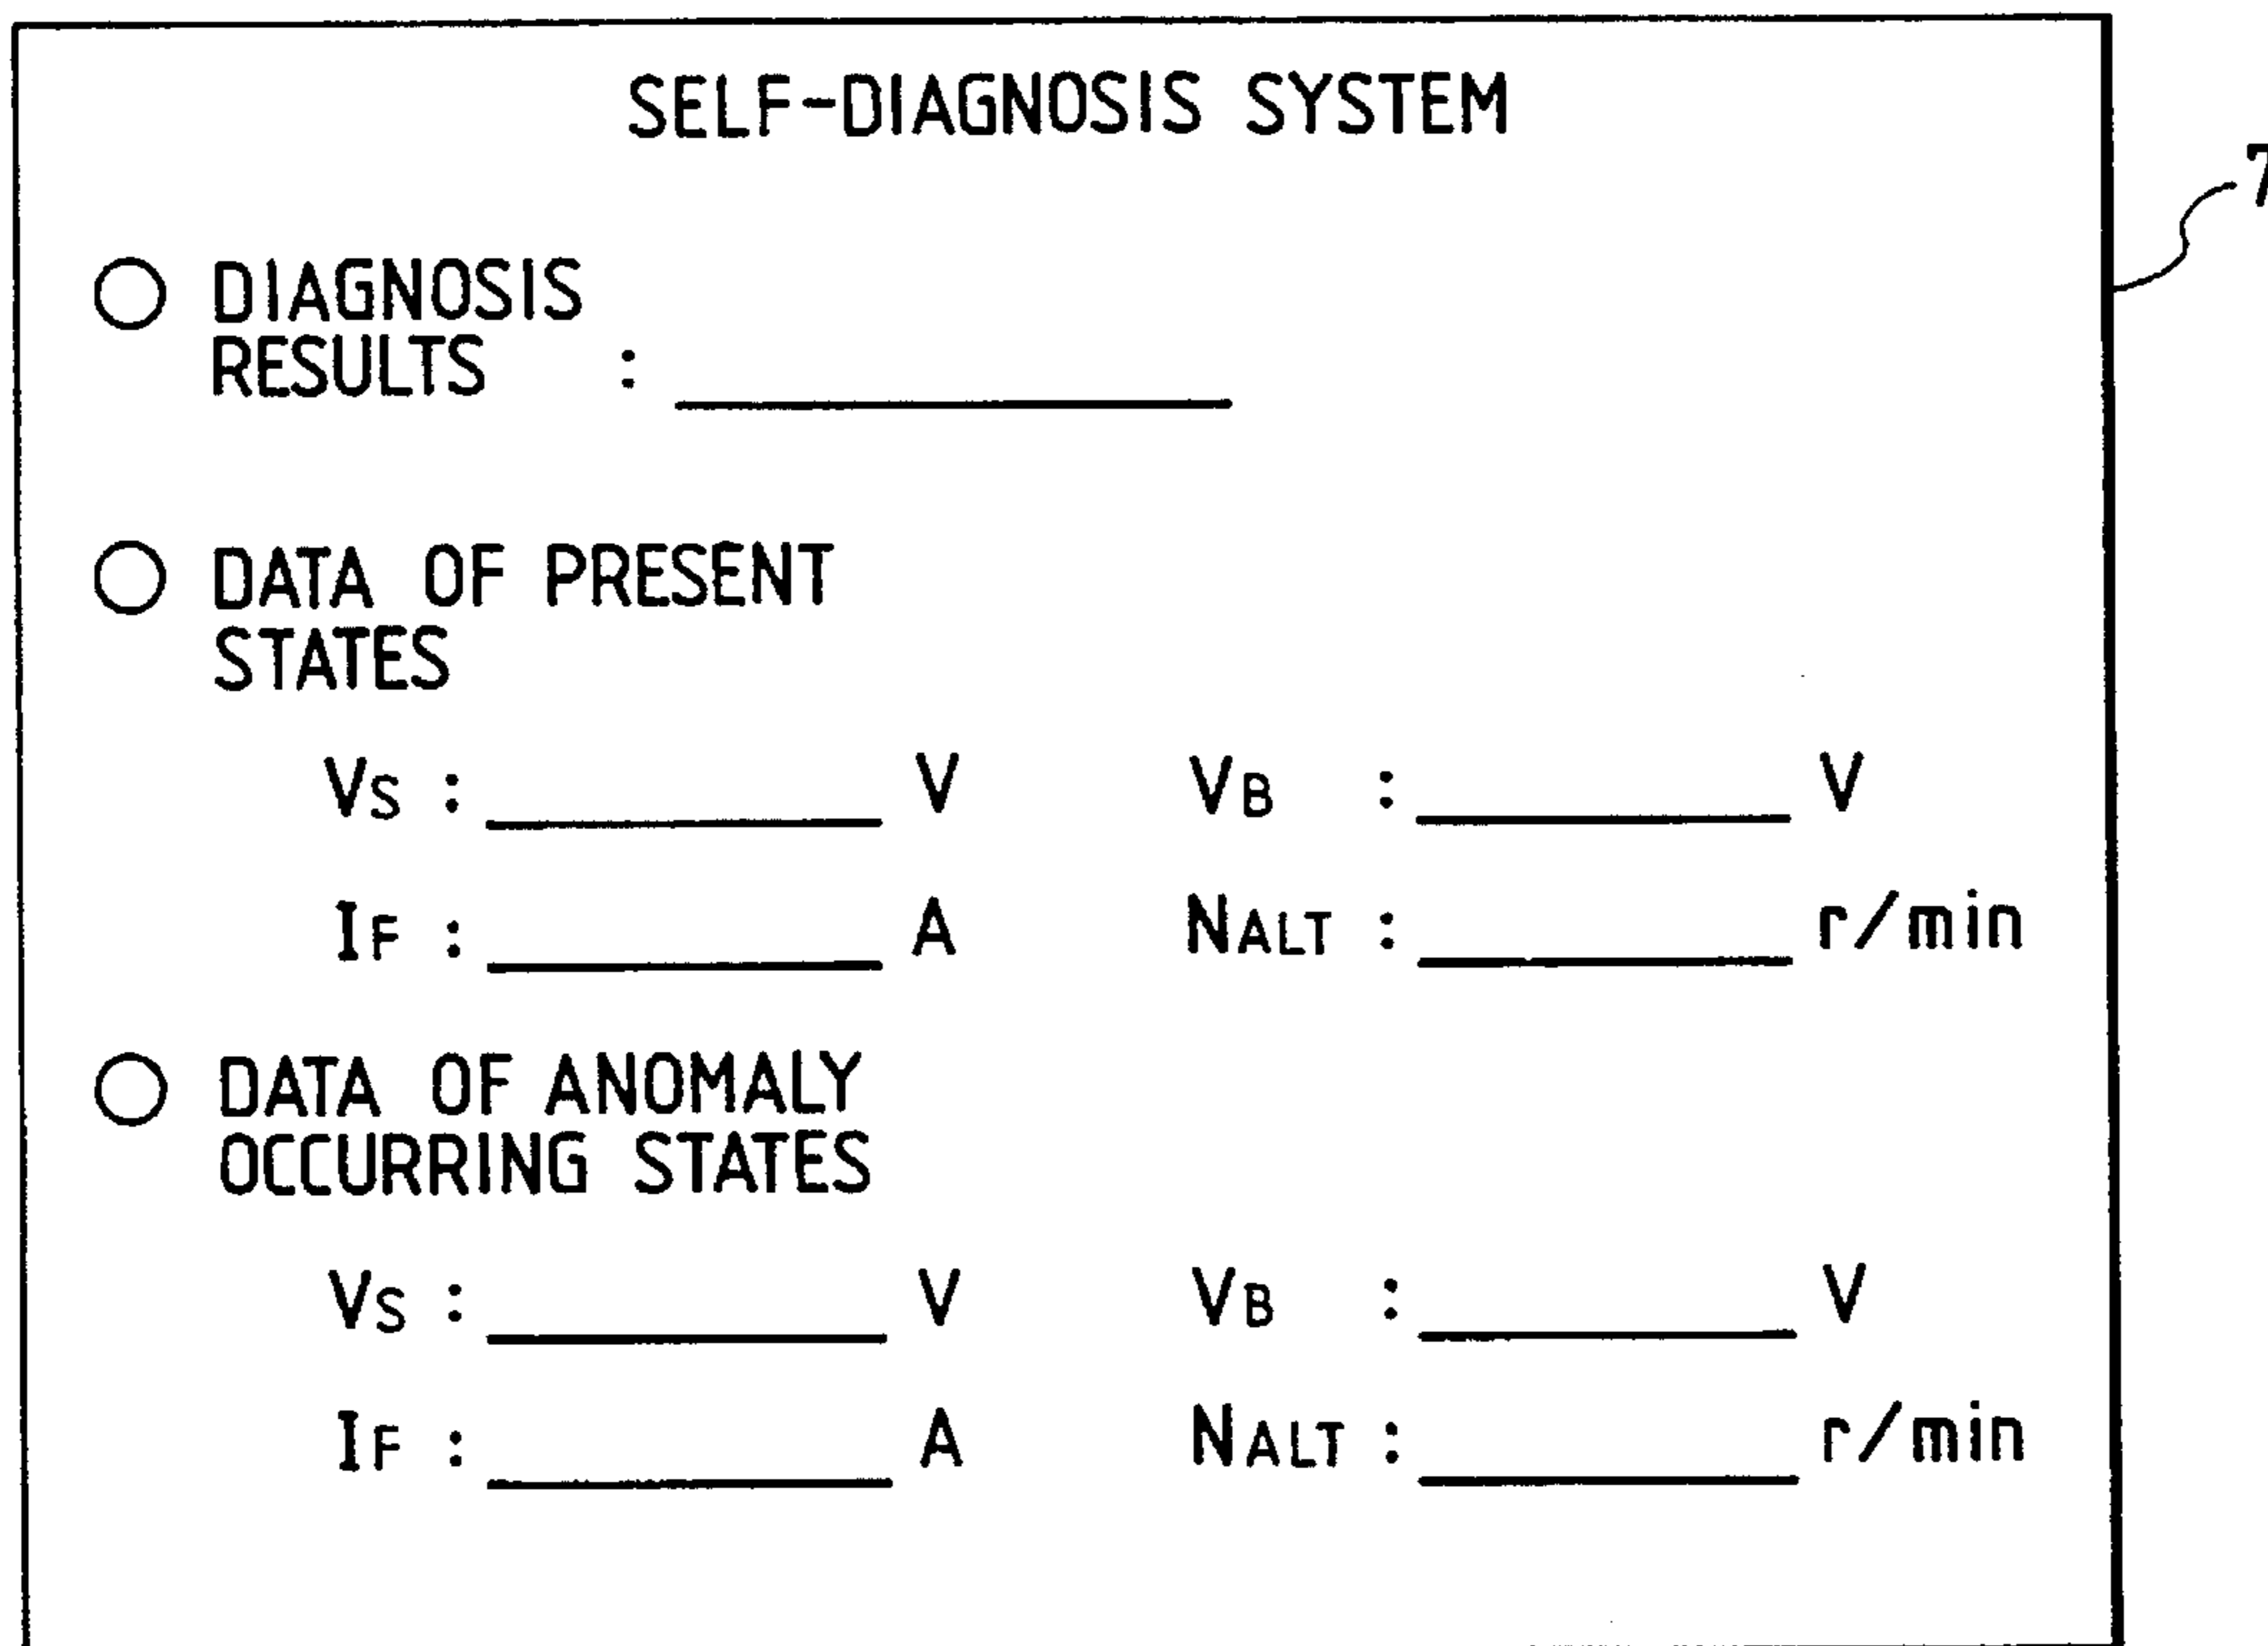 SELF-DIAGNOSIS SYSTEM
7
DIAGNOSIS
RESULTS :
DATA OF PRESENT
STATES
VS : V VB : V
IF : A NALT : r/min
DATA OF ANOMALY
OCCURRING STATES
VS : V VB : V
IF : A NALT : r/min